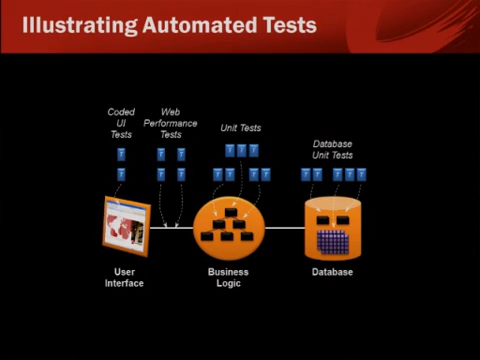 Illustrating Automated Tests
Coded
UI
Tests
Web
Performance
Tests
Unit Tests
Database
Unit Tests
T T T T T T
T T T T T T T T T T T T T
User
Interface
Business
Logic
Database